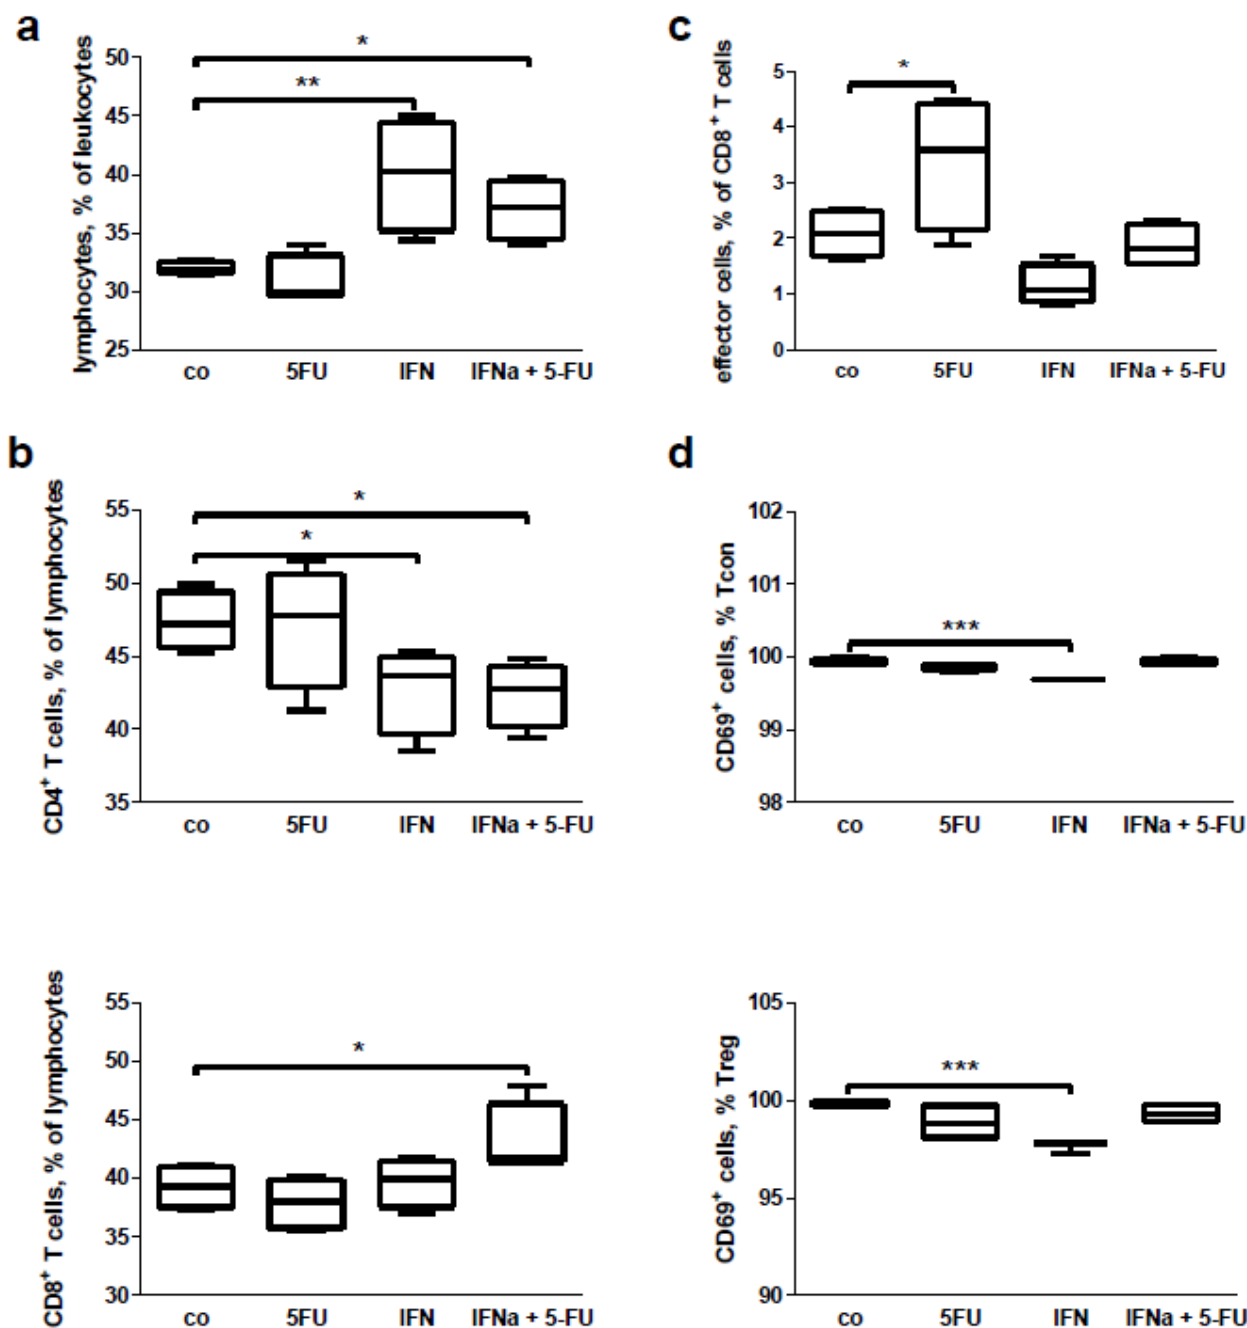 a
lymphocytes, % of leukocytes
50
45
40
35
30
25
*
**
co 5FU IFN IFNa + 5-FU
c
effector cells, % of CD8⁺ T cells
5
4
3
2
1
0
*
co 5FU IFN IFNa + 5-FU
b
CD4⁺ T cells, % of lymphocytes
55
50
45
40
35
*
*
co 5FU IFN IFNa + 5-FU
d
CD69⁺ cells, % Tcon
102
101
100
99
98
***
co 5FU IFN IFNa + 5-FU
CD8⁺ T cells, % of lymphocytes
55
50
45
40
35
30
*
co 5FU IFN IFNa + 5-FU
CD69⁺ cells, % Treg
105
100
95
90
***
co 5FU IFN IFNa + 5-FU